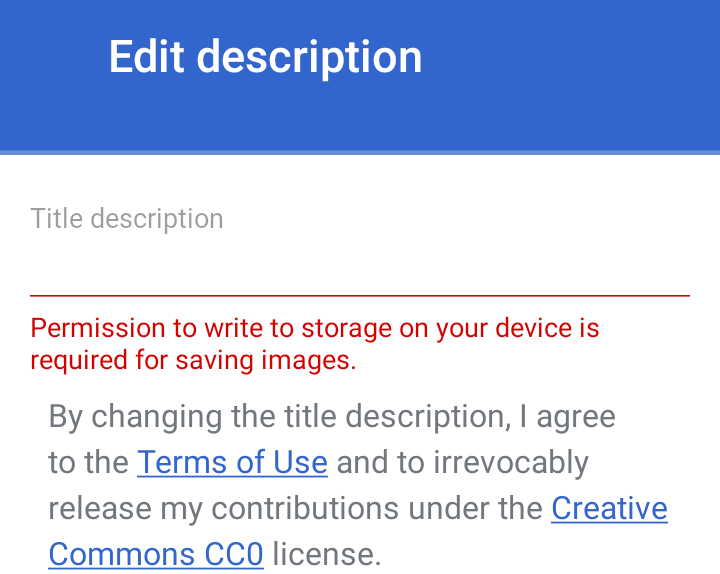 Edit description
Title description
Permission to write to storage on your device is
required for saving images.
By changing the title description, I agree
to the Terms of Use and to irrevocably
release my contributions under the Creative
Commons CC0 license.